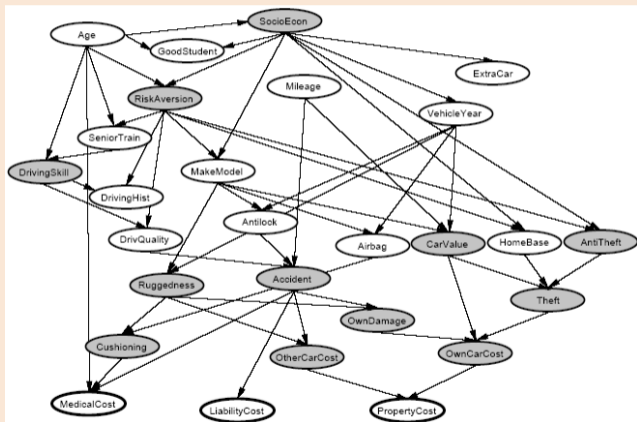 SocioEcon
Age
GoodStudent
ExtraCar
Mileage
RiskAversion
VehicleYear
SeniorTrain
DrivingSkill
MakeModel
DrivingHist
Antilock
DrivQuality
Airbag
CarValue
HomeBase
AntiTheft
Ruggedness
Accident
Theft
OwnDamage
Cushioning
OtherCarCost
OwnCarCost
MedicalCost
LiabilityCost
PropertyCost